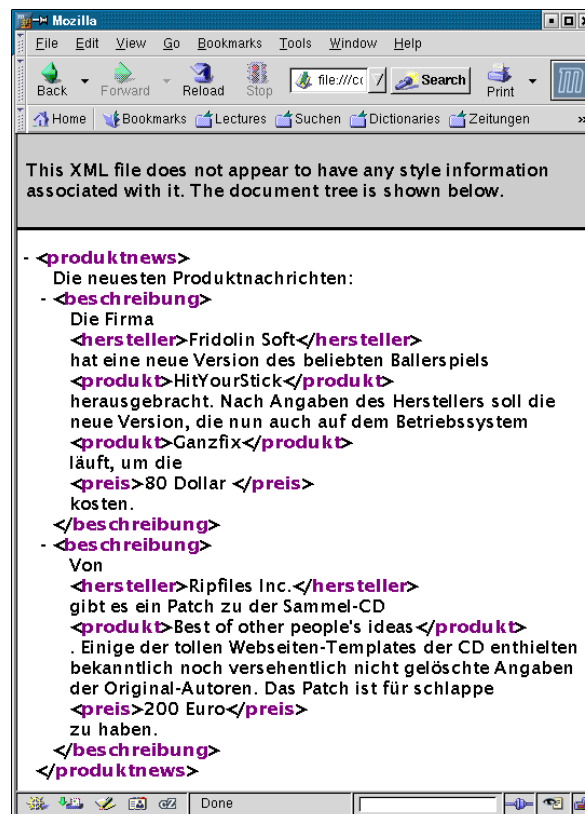 Mozilla
File Edit View Go Bookmarks Tools Window Help
Back Forward Reload Stop file:///c Search Print
Home Bookmarks Lectures Suchen Dictionaries Zeitungen »
This XML file does not appear to have any style information
associated with it. The document tree is shown below.
- <produktnews>
Die neuesten Produktnachrichten:
- <beschreibung>
Die Firma
<hersteller>Fridolin Soft</hersteller>
hat eine neue Version des beliebten Ballerspiels
<produkt>HitYourStick</produkt>
herausgebracht. Nach Angaben des Herstellers soll die
neue Version, die nun auch auf dem Betriebssystem
<produkt>Ganzfix</produkt>
läuft, um die
<preis>80 Dollar </preis>
kosten.
</beschreibung>
- <beschreibung>
Von
<hersteller>Ripfiles Inc.</hersteller>
gibt es ein Patch zu der Sammel-CD
<produkt>Best of other people's ideas</produkt>
. Einige der tollen Webseiten-Templates der CD enthielten
bekanntlich noch versehentlich nicht gelöschte Angaben
der Original-Autoren. Das Patch ist für schlappe
<preis>200 Euro</preis>
zu haben.
</beschreibung>
</produktnews>
Done